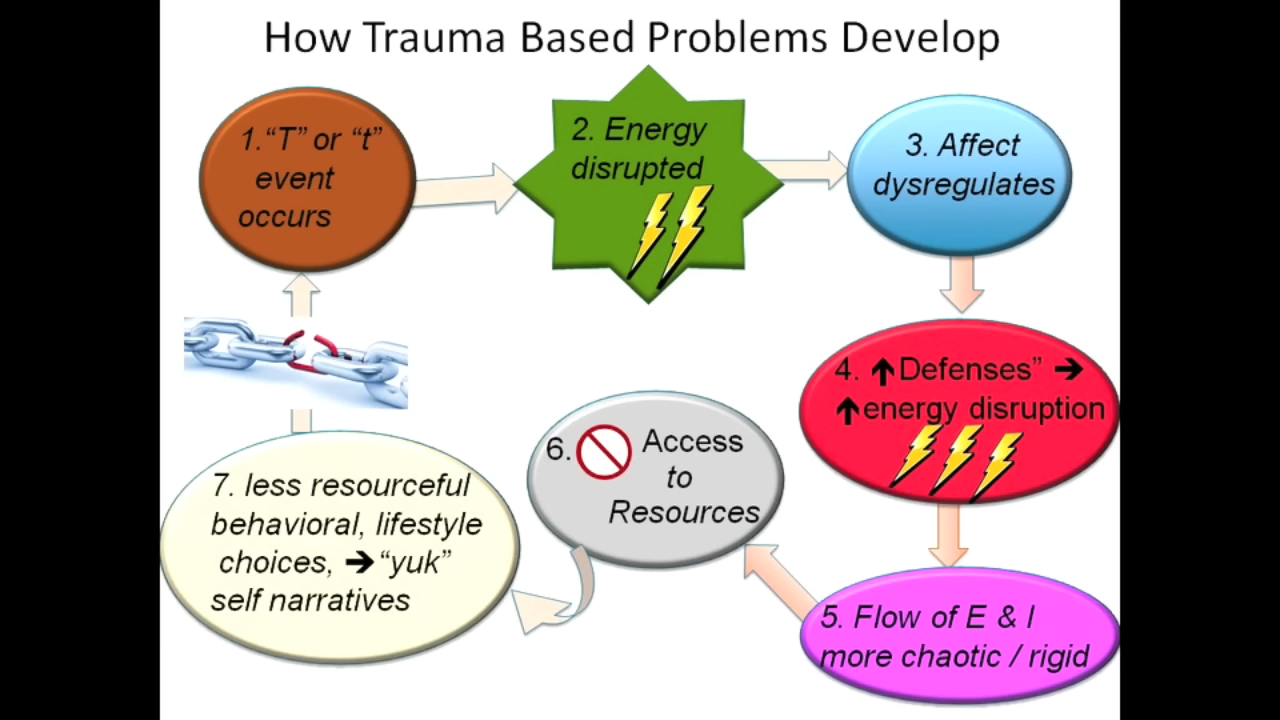 How Trauma Based Problems Develop
1.“T” or “t”
event
occurs
2. Energy
disrupted
3. Affect
dysregulates
4. ↑Defenses” →
↑energy disruption
5. Flow of E & I
more chaotic / rigid
6. Access
to
Resources
7. less resourceful
behavioral, lifestyle
choices, →“yuk”
self narratives